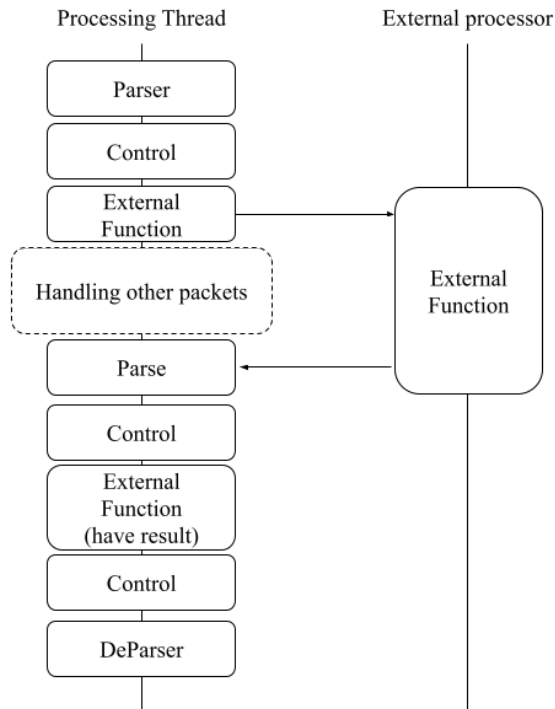 Processing Thread
External processor
Parser
Control
External
Function
Handling other packets
External
Function
Parse
Control
External
Function
(have result)
Control
DeParser